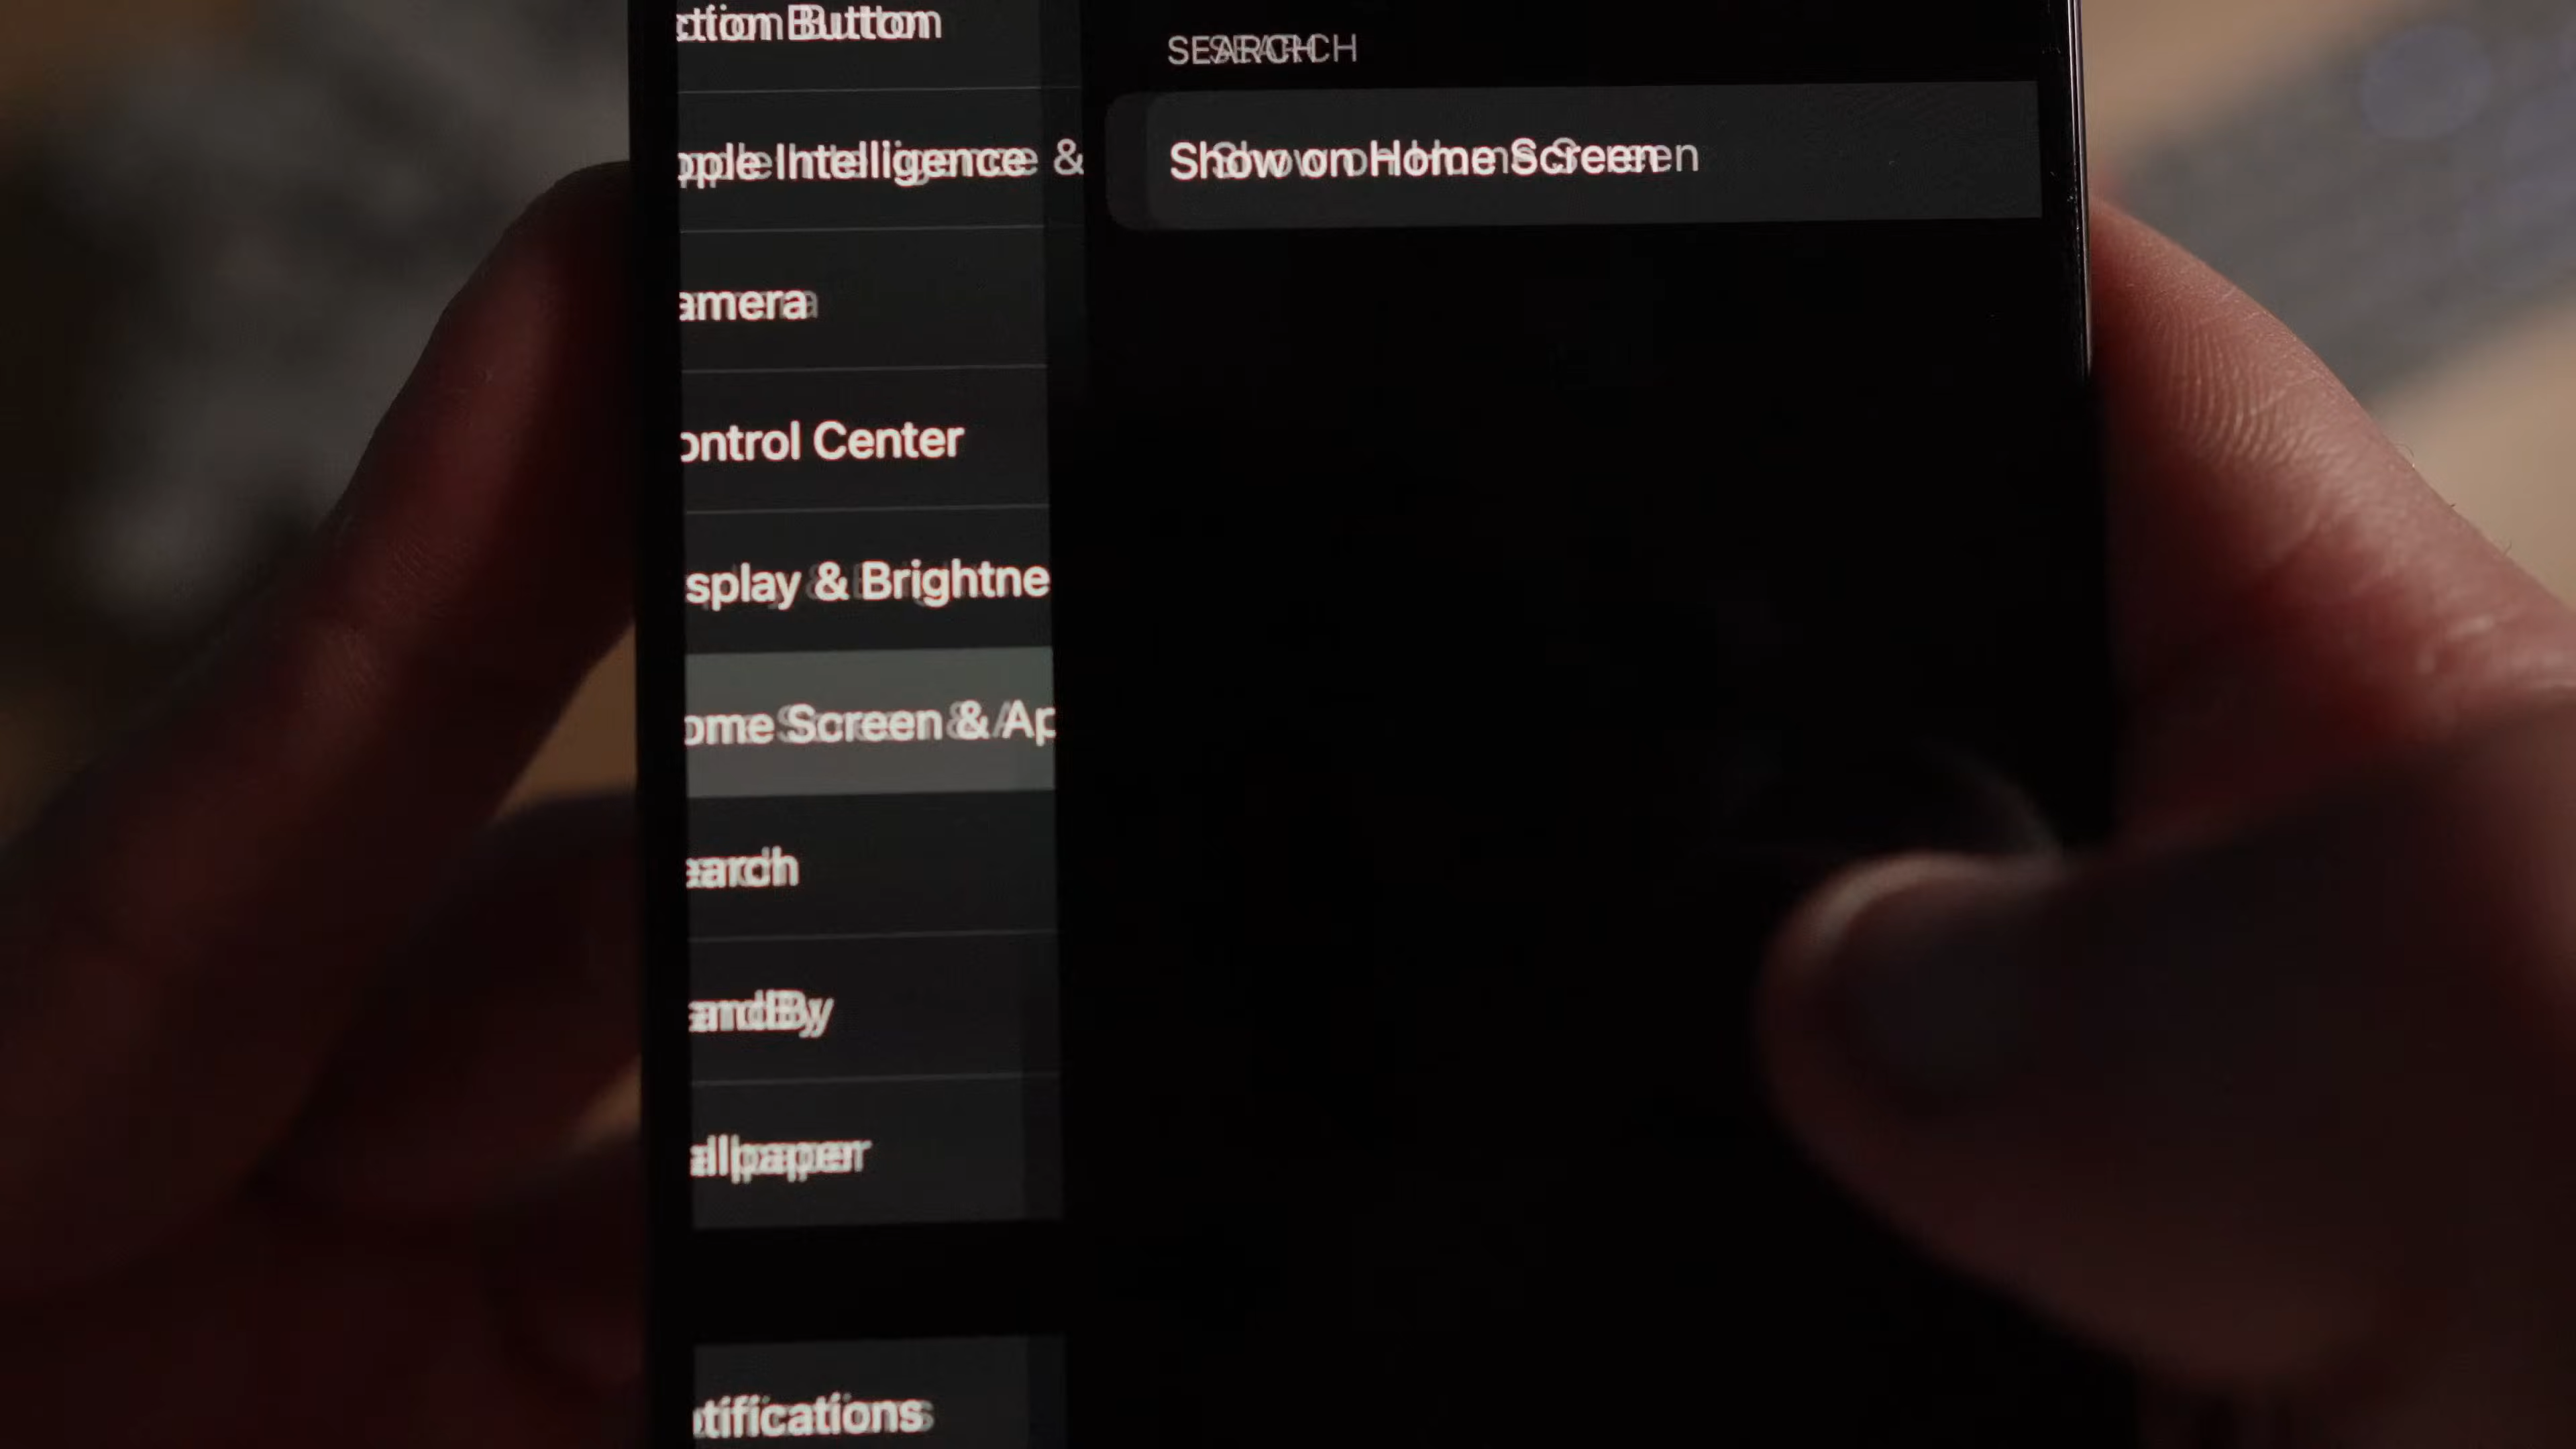 ction Button
pple Intelligence &
amera
ontrol Center
splay & Brightne
ome Screen & Ap
earch
andBy
allpaper
otifications
SEARCH
Show on Home Screen